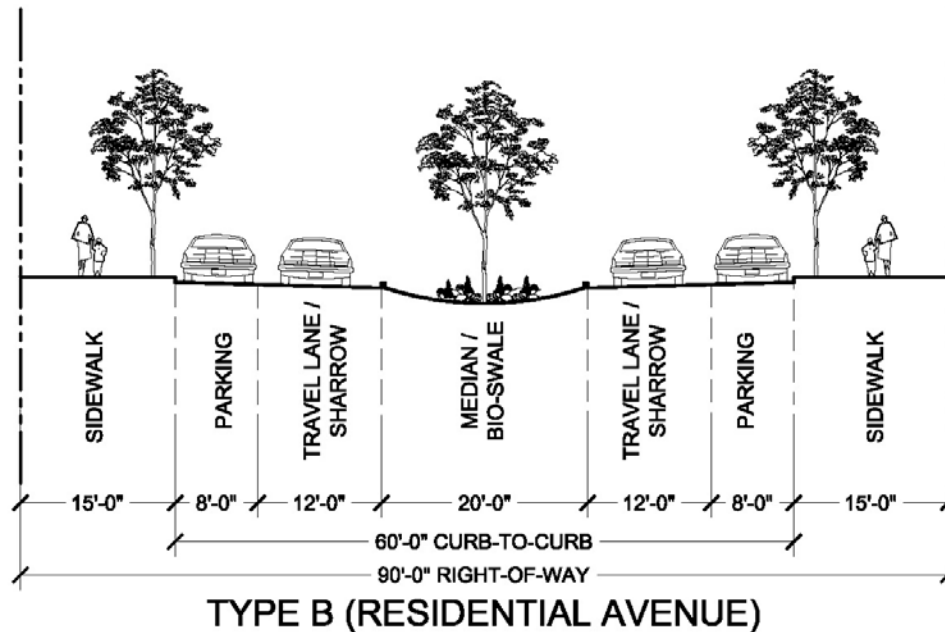 SIDEWALK
PARKING
TRAVEL LANE /
SHARROW
MEDIAN /
BIO-SWALE
TRAVEL LANE /
SHARROW
PARKING
SIDEWALK
15'-0" 8'-0" 12'-0" 20'-0" 12'-0" 8'-0" 15'-0"
60'-0" CURB-TO-CURB
90'-0" RIGHT-OF-WAY
TYPE B (RESIDENTIAL AVENUE)